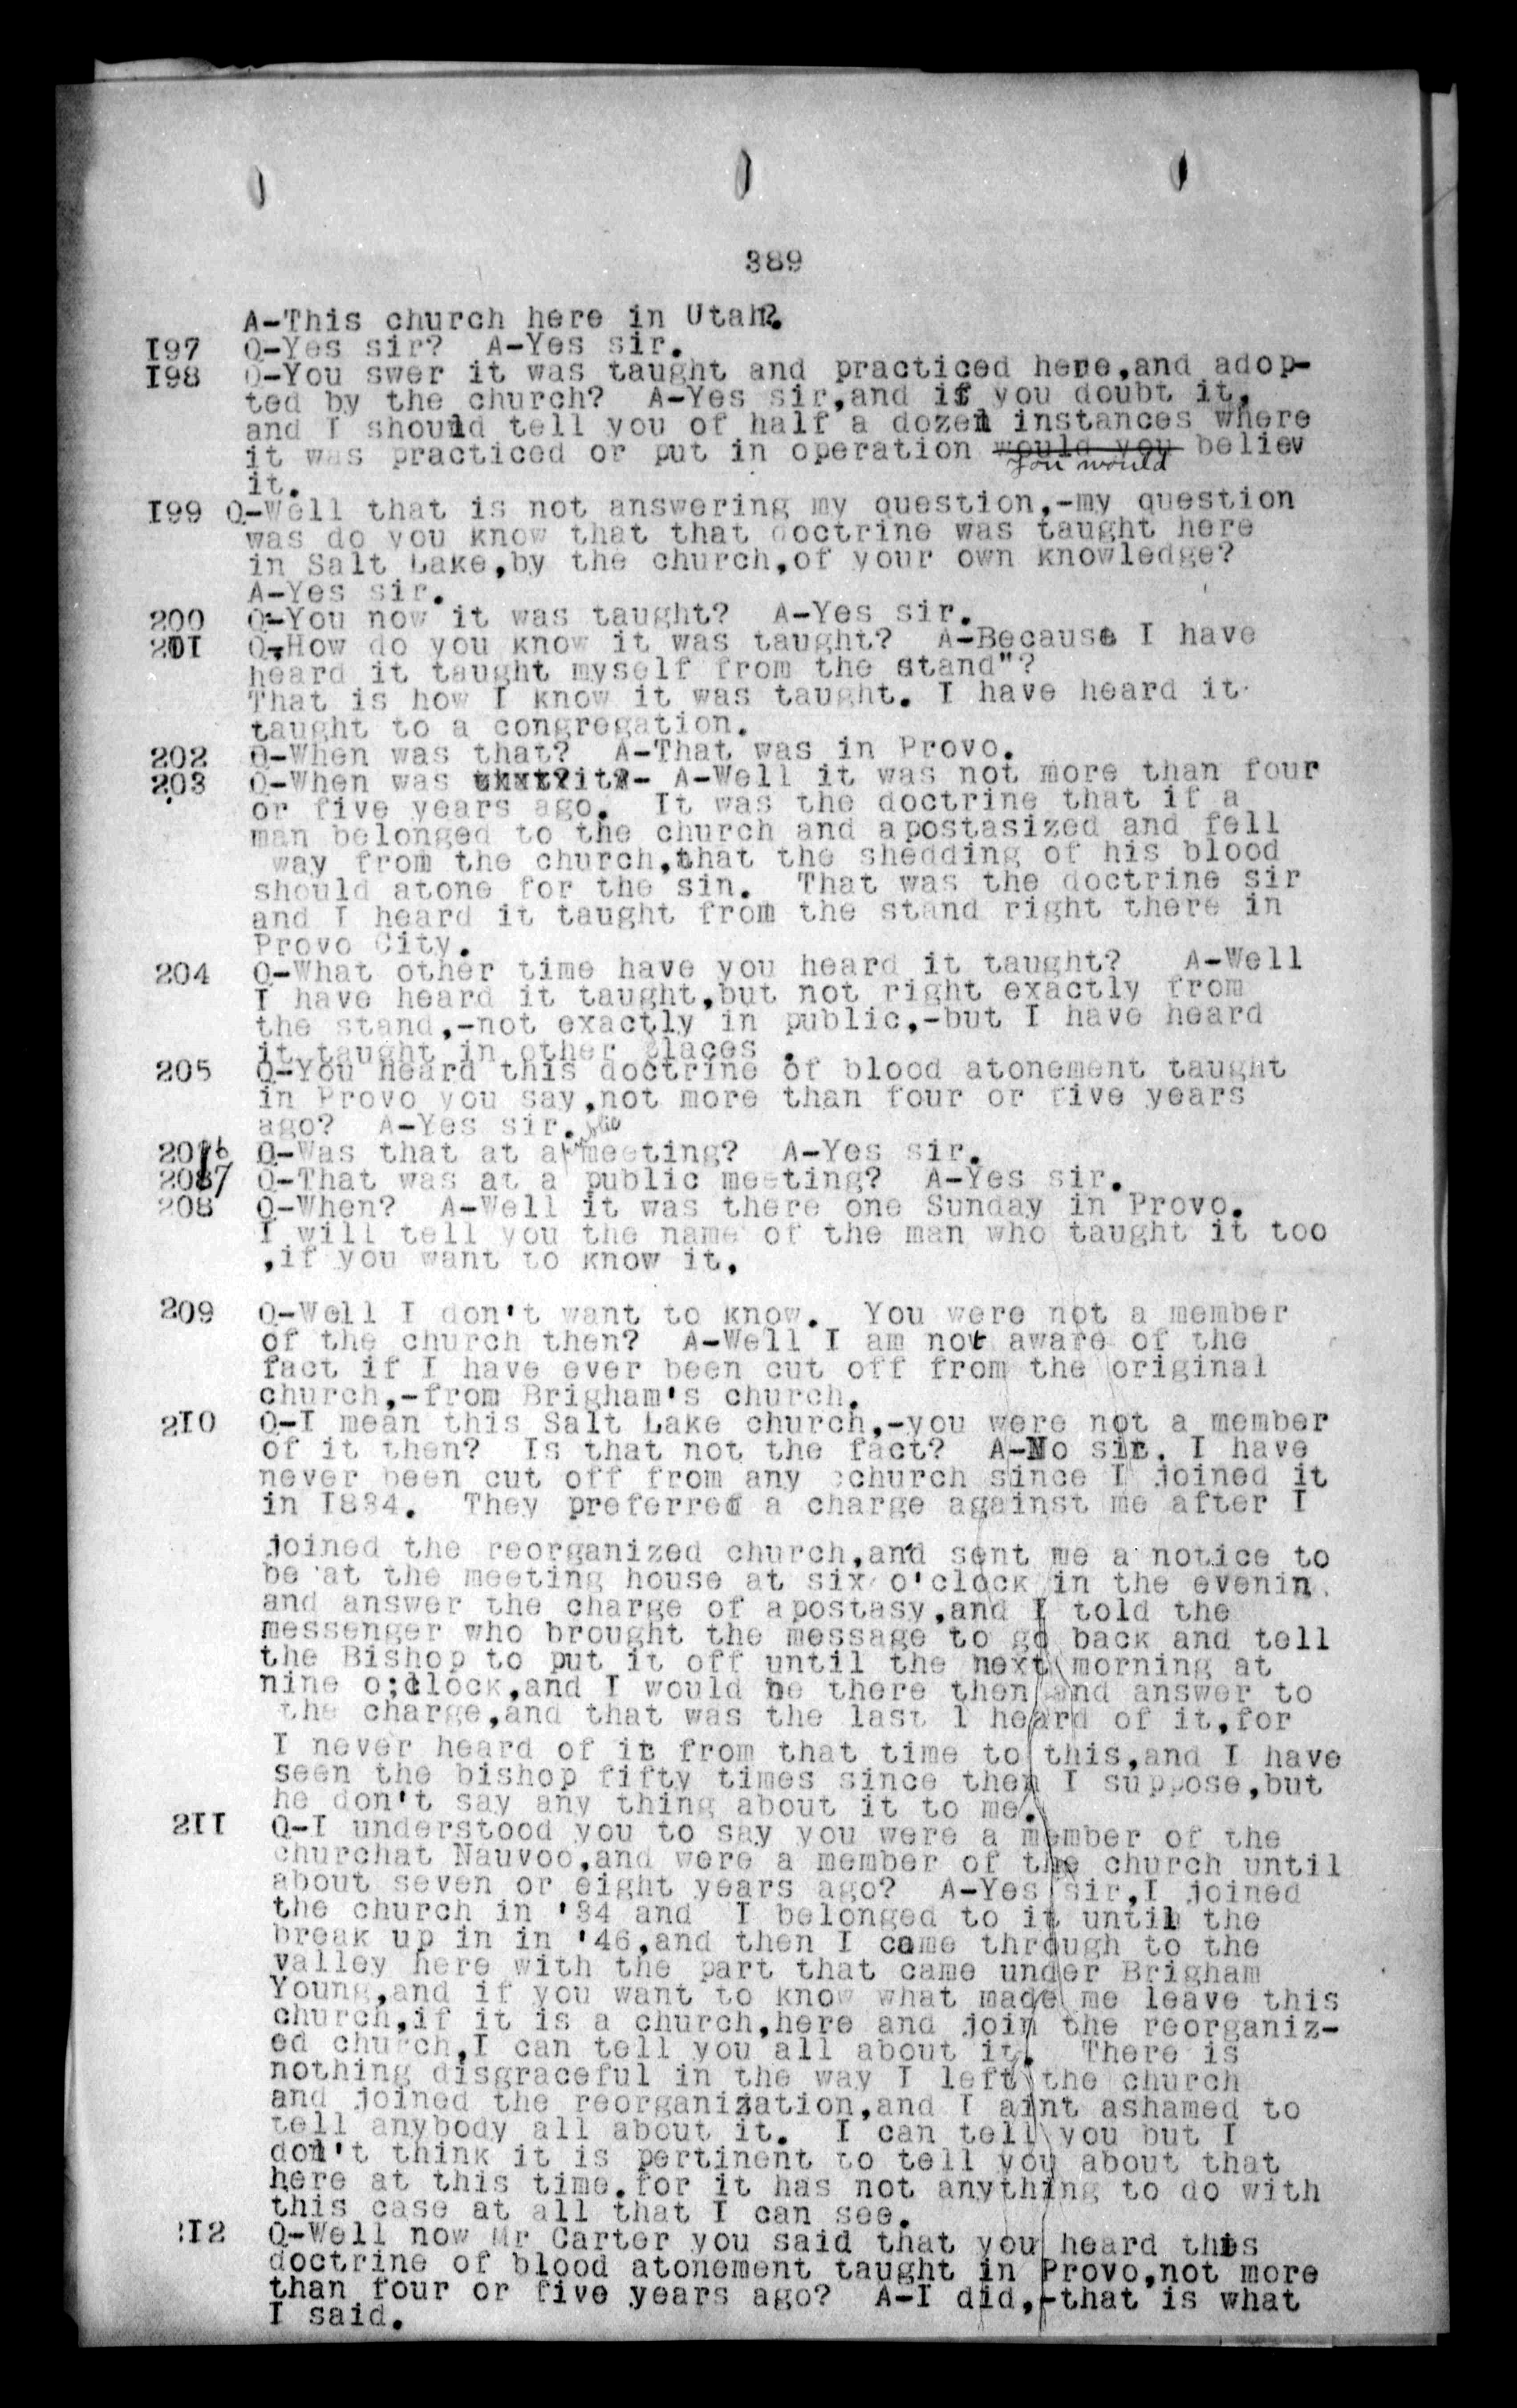 389
A-This church here in Utah?.
197 Q-Yes sir? A-Yes sir.
198 Q-You swer it was taught and practiced here,and adop-
ted by the church? A-Yes sir,and if you doubt it,
and I should tell you of half a dozen instances where
it was practiced or put in operation would you believ
you would
it.
199 Q-Well that is not answering my question,-my question
was do you know that that doctrine was taught here
in Salt Lake,by the church,of your own knowledge?
A-Yes sir.
200 Q-You now it was taught? A-Yes sir.
201 Q-How do you know it was taught? A-Because I have
heard it taught myself from the stand"?
That is how I know it was taught. I have heard it
taught to a congregation.
202 Q-When was that? A-That was in Provo.
203 Q-When was that?it?- A-Well it was not more than four
or five years ago. It was the doctrine that if a
man belonged to the church and apostasized and fell
way from the church,that the shedding of his blood
should atone for the sin. That was the doctrine sir
and I heard it taught from the stand right there in
Provo City.
204 Q-What other time have you heard it taught? A-Well
I have heard it taught,but not right exactly from
the stand,-not exactly in public,-but I have heard
it taught in other places .
205 Q-You heard this doctrine of blood atonement taught
in Provo you say,not more than four or five years
ago? A-Yes sir.
206 Q-Was that at a meeting? A-Yes sir.
207 Q-That was at a public meeting? A-Yes sir.
208 Q-When? A-Well it was there one Sunday in Provo.
I will tell you the name of the man who taught it too
,if you want to know it,
209 Q-Well I don't want to know. You were not a member
of the church then? A-Well I am not aware of the
fact if I have ever been cut off from the original
church,-from Brigham's church.
210 Q-I mean this Salt Lake church,-you were not a member
of it then? Is that not the fact? A-No sir. I have
never been cut off from any cchurch since I joined it
in 1834. They preferred a charge against me after I
joined the reorganized church,and sent me a notice to
be at the meeting house at six o'clock in the evenin
and answer the charge of apostasy,and I told the
messenger who brought the message to go back and tell
the Bishop to put it off until the next morning at
nine o;clock,and I would be there then and answer to
the charge,and that was the last I heard of it,for
I never heard of it from that time to this,and I have
seen the bishop fifty times since then I suppose,but
he don't say any thing about it to me.
211 Q-I understood you to say you were a member of the
churchat Nauvoo,and were a member of the church until
about seven or eight years ago? A-Yes sir,I joined
the church in '34 and I belonged to it until the
break up in in '46,and then I came through to the
valley here with the part that came under Brigham
Young,and if you want to know what made me leave this
church,if it is a church,here and join the reorganiz-
ed church,I can tell you all about it. There is
nothing disgraceful in the way I left the church
and joined the reorganization,and I aint ashamed to
tell anybody all about it. I can tell you but I
don't think it is pertinent to tell you about that
here at this time.for it has not anything to do with
this case at all that I can see.
212 Q-Well now Mr Carter you said that you heard this
doctrine of blood atonement taught in Provo,not more
than four or five years ago? A-I did,-that is what
I said.